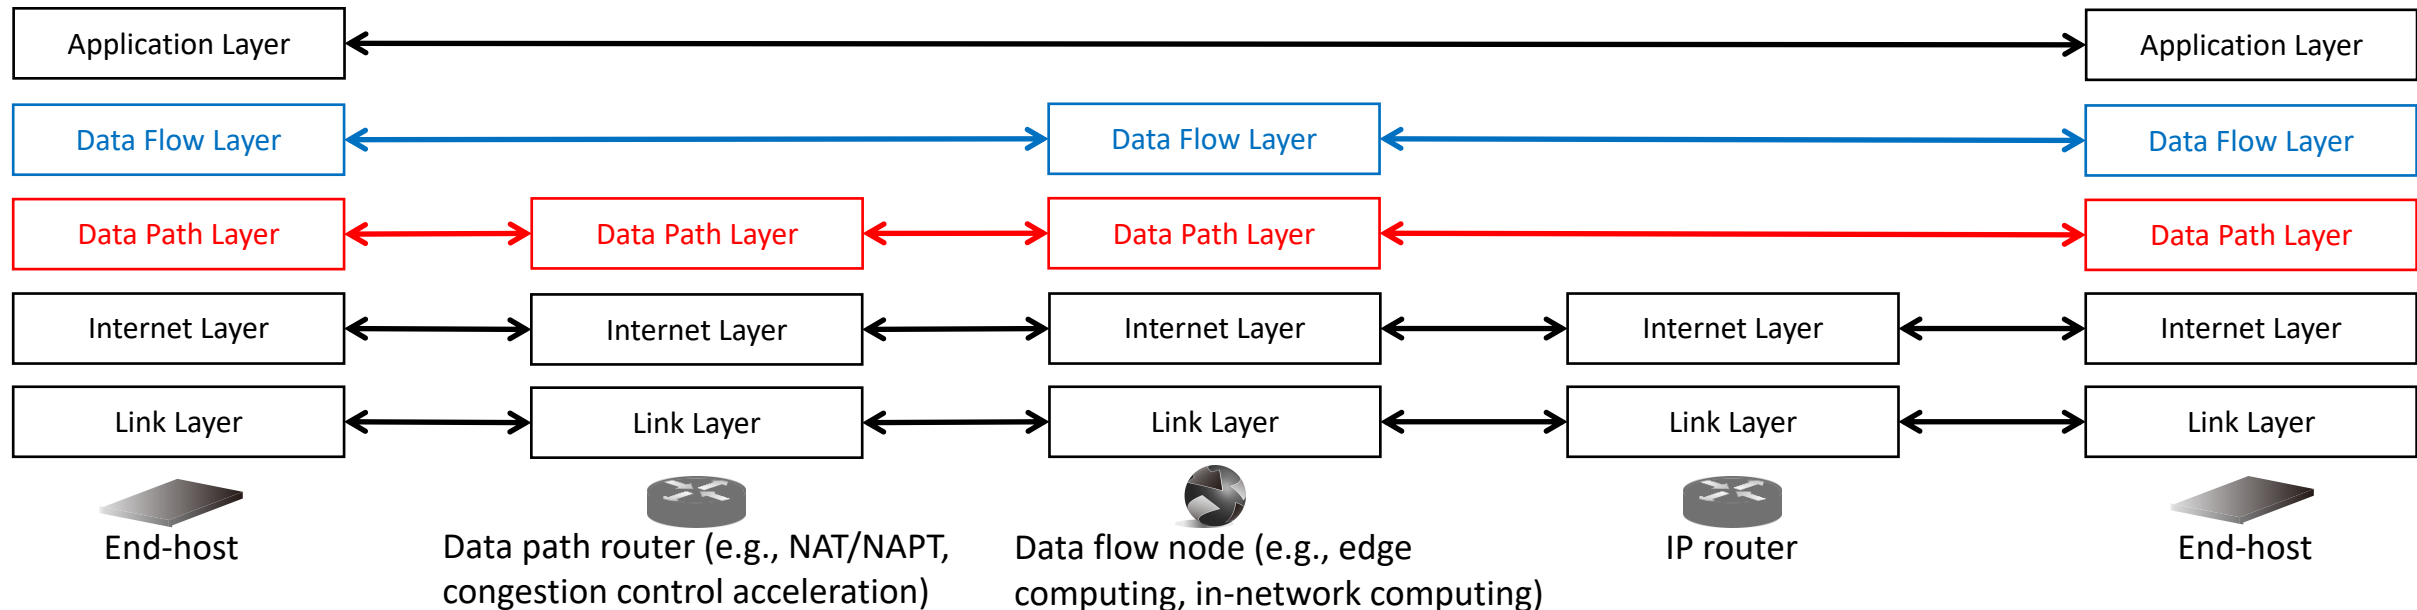 Application Layer
Application Layer
Data Flow Layer
Data Flow Layer
Data Flow Layer
Data Path Layer
Data Path Layer
Data Path Layer
Data Path Layer
Internet Layer
Internet Layer
Internet Layer
Internet Layer
Internet Layer
Link Layer
Link Layer
Link Layer
Link Layer
Link Layer
End-host
Data path router (e.g., NAT/NAPT,
congestion control acceleration)
Data flow node (e.g., edge
computing, in-network computing)
IP router
End-host